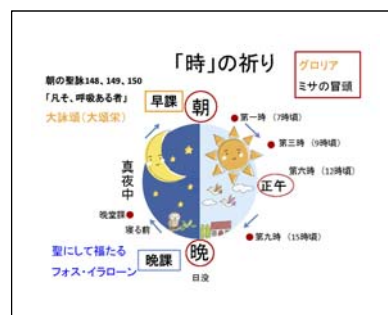 「時」の祈り
グロリア
ミサの冒頭
朝の聖詠148、149、150
「凡そ、呼吸ある者」
大詠頌(大頌栄)
早課
朝
第一時 (7時頃)
第三時 (9時頃)
第六時 (12時頃)
正午
真夜中
晩堂課
寝る前
第九時 (15時頃)
聖にして福たる
フォス・イラローン
晩課
晩
日没